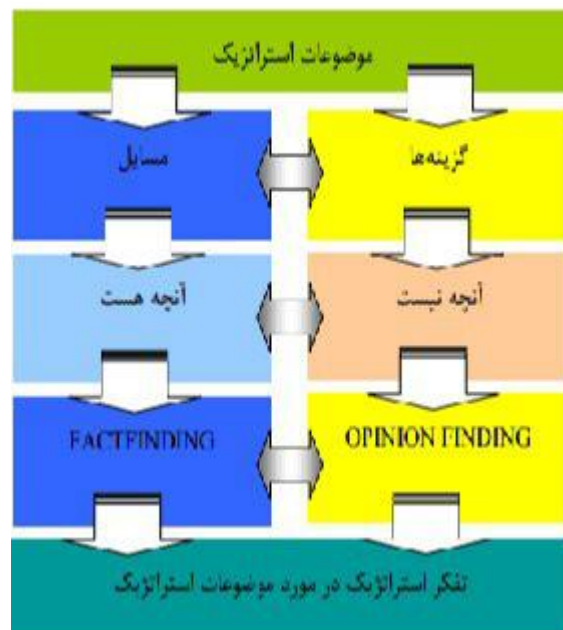 موضوعات استراتژیک
گزینه‌ها
مسایل
آنچه نیست
آنچه هست
OPINION FINDING
FACTFINDING
تفکر استراتژیک در مورد موضوعات استراتژیک